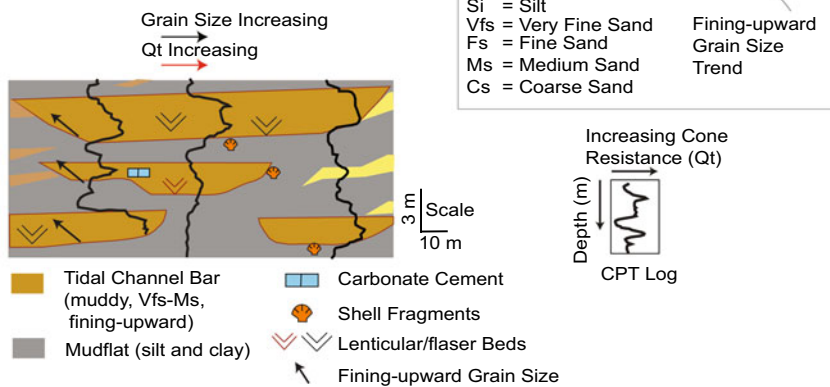 Grain Size Increasing
Qt Increasing
Si = Silt
Vfs = Very Fine Sand
Fs = Fine Sand
Ms = Medium Sand
Cs = Coarse Sand
Fining-upward
Grain Size
Trend
3 m
Scale
10 m
Increasing Cone
Resistance (Qt)
Depth (m)
CPT Log
Tidal Channel Bar
(muddy, Vfs-Ms,
fining-upward)
Mudflat (silt and clay)
Carbonate Cement
Shell Fragments
Lenticular/flaser Beds
Fining-upward Grain Size